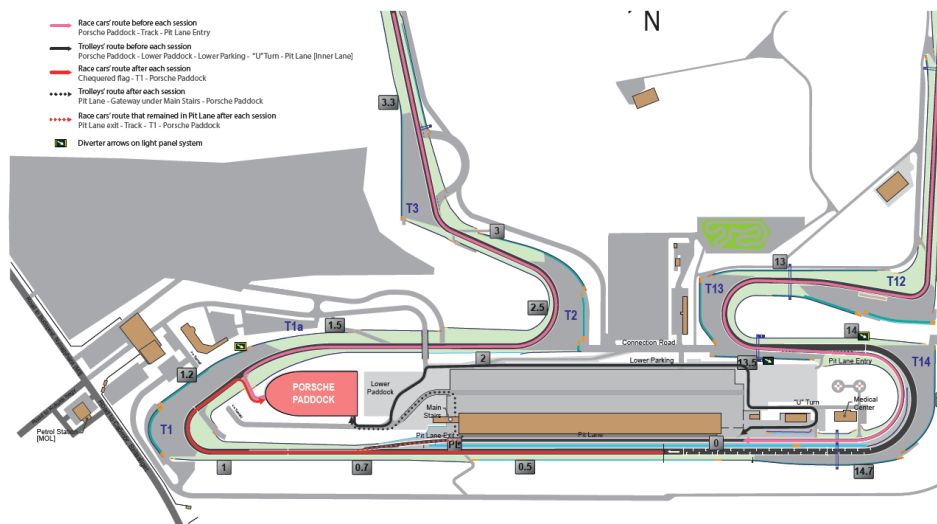 Race cars' route before each session
Porsche Paddock - Track - Pit Lane Entry
Trolleys' route before each session
Porsche Paddock - Lower Paddock - Lower Parking - "U" Turn - Pit Lane [Inner Lane]
Race cars' route after each session
Chequered flag - T1 - Porsche Paddock
Trolleys' route after each session
Pit Lane - Gateway under Main Stairs - Porsche Paddock
Race cars' route that remained in Pit Lane after each session
Pit Lane exit - Track - T1 - Porsche Paddock
Diverter arrows on light panel system
N
3.3
T3
3
2.5
T2
T1a
1.5
1.2
2
T1
PORSCHE
PADDOCK
Lower
Paddock
Main
Stairs
Pit Lane Exit
Pit Lane
Connection Road
Lower Parking
13
T13
T12
14
13.5
Pit Lane Entry
T14
"U" Turn
Medical
Center
0
14.7
0.5
0.7
1
Petrol Station
[MOL]